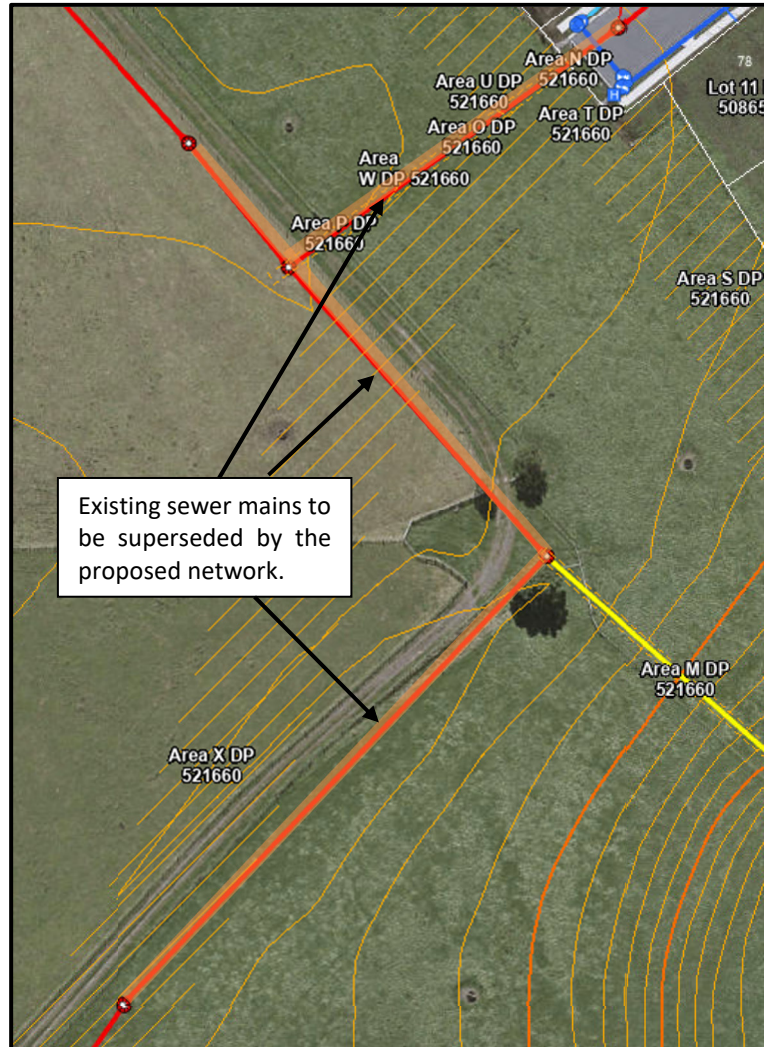 78
Area N DP
521660
Lot 11
5086
Area U DP
521660
Area T DP
521660
Area O DP
521660
Area
W DP 521660
Area P DP
521660
Area S DP
521660
Existing sewer mains to
be superseded by the
proposed network.
Area M DP
521660
Area X DP
521660
H